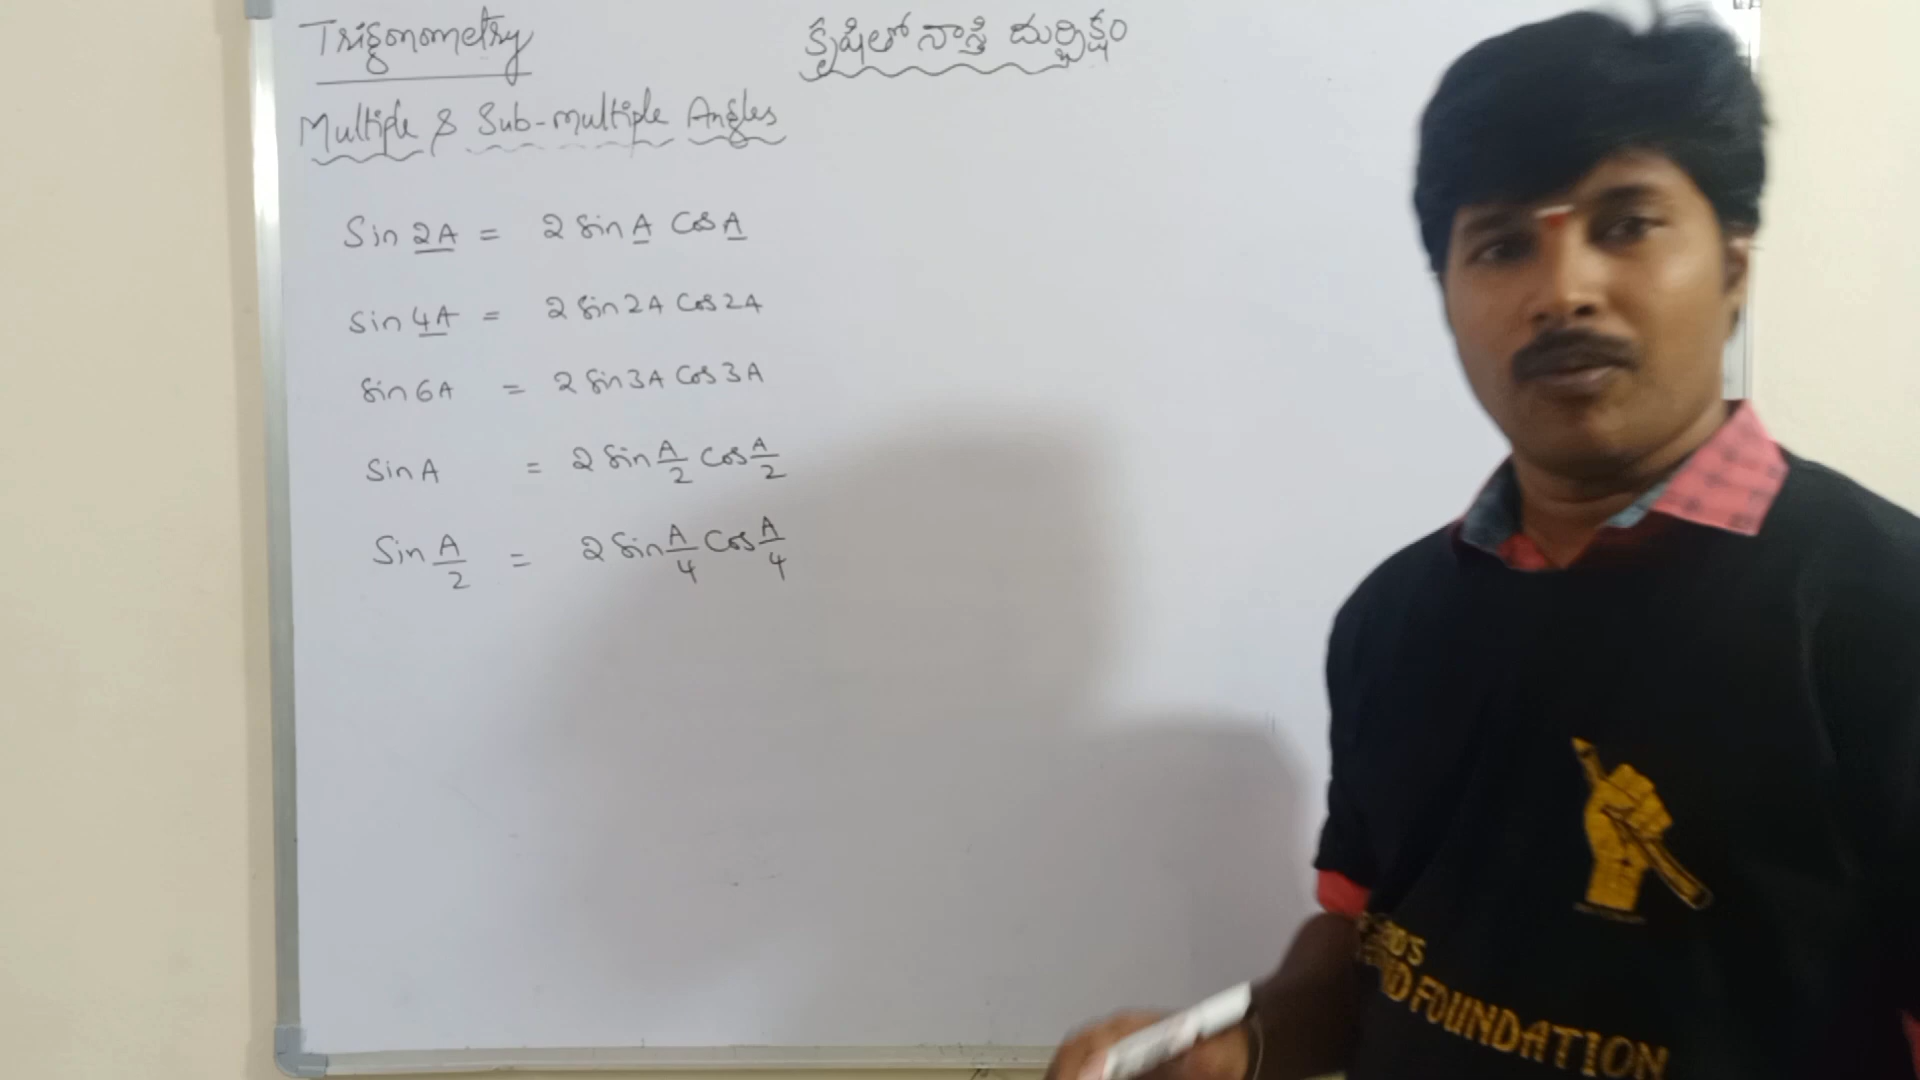 Trigonometry
కృషితో నాస్తి దుర్భిక్షం
Multiple & Sub-multiple Angles
Sin 2A = 2 Sin A Cos A
Sin 4A = 2 Sin 2A Cos 2A
Sin 6A = 2 Sin 3A Cos 3A
Sin A = 2 Sin A/2 Cos A/2
Sin A/2 = 2 Sin A/4 Cos A/4
FOUNDATION